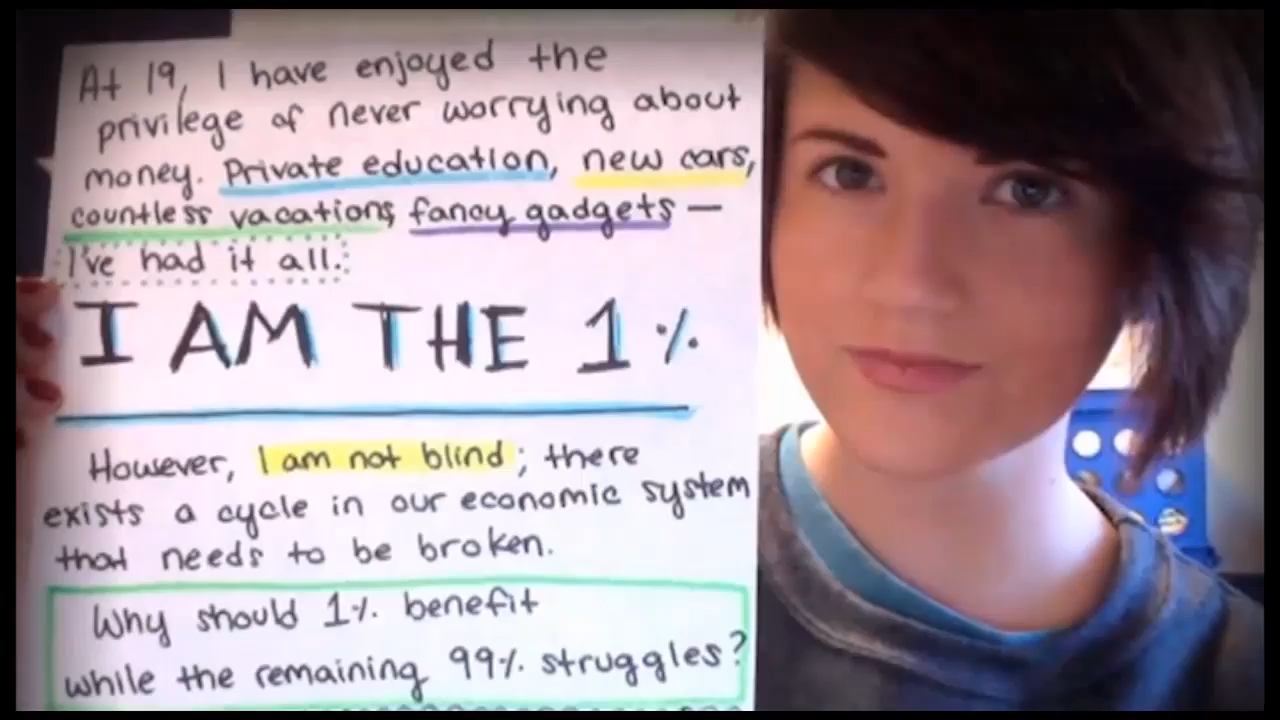 At 19, I have enjoyed the
privilege of never worrying about
money. Private education, new cars,
countless vacations, fancy gadgets—
I've had it all.
I AM THE 1%
However, I am not blind; there
exists a cycle in our economic system
that needs to be broken.
Why should 1% benefit
while the remaining 99% struggles?